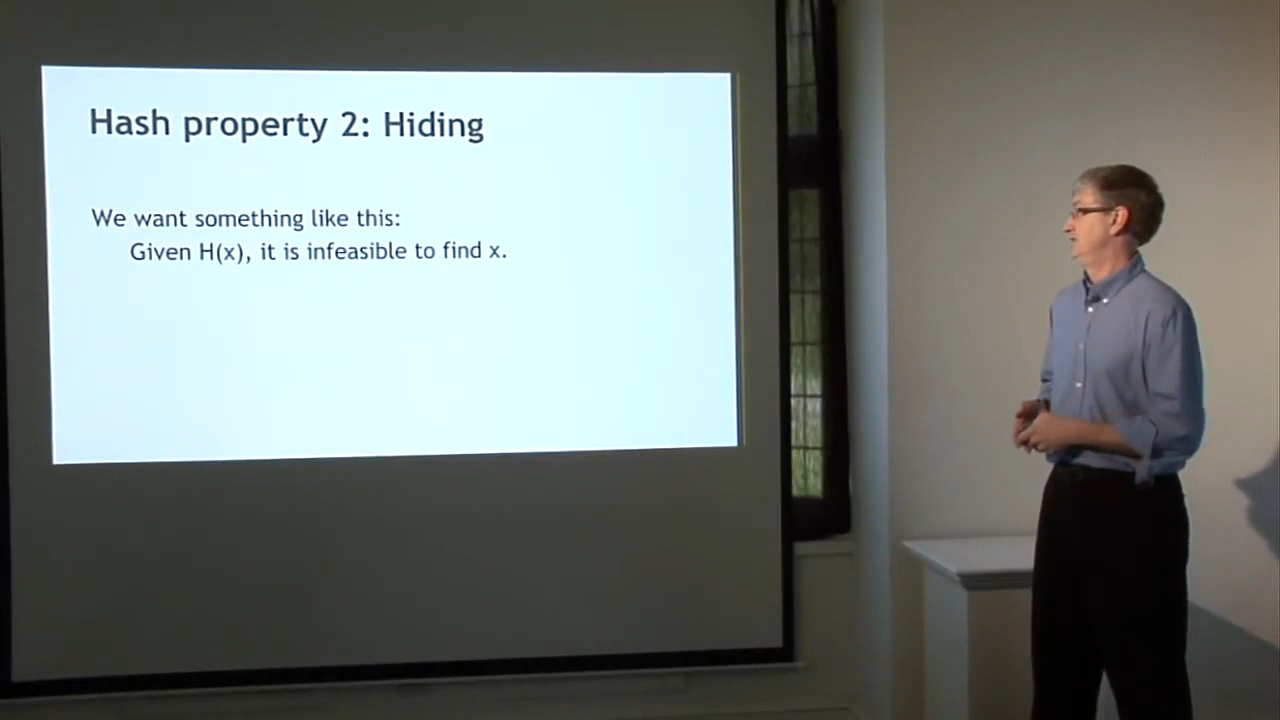 Hash property 2: Hiding
We want something like this:
Given H(x), it is infeasible to find x.